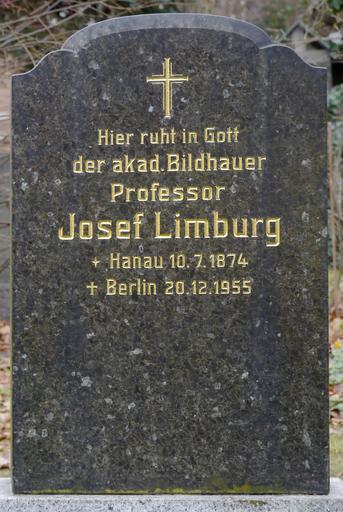 Hier ruht in Gott
der akad. Bildhauer
Professor
Josef Limburg
+ Hanau 10.7.1874
✝ Berlin 20.12.1955